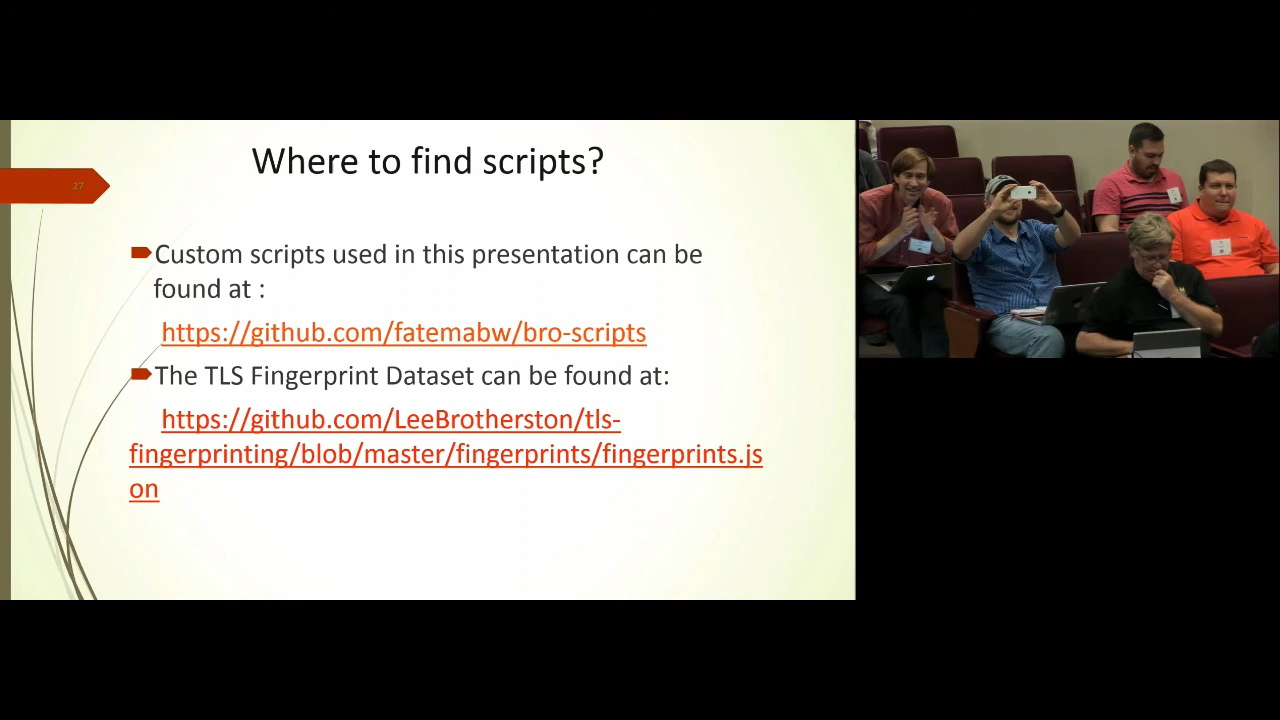 Where to find scripts?
27
Custom scripts used in this presentation can be
found at :
https://github.com/fatemabw/bro-scripts
The TLS Fingerprint Dataset can be found at:
https://github.com/LeeBrotherston/tls-
fingerprinting/blob/master/fingerprints/fingerprints.js
on